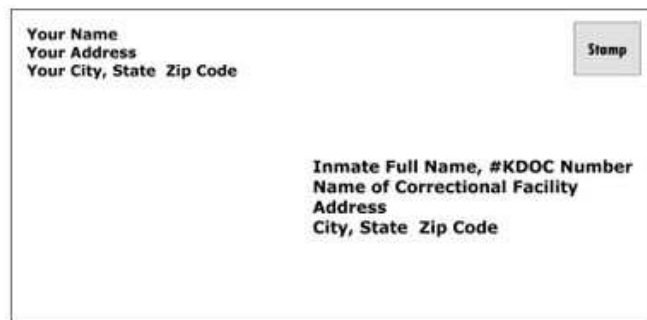 Your Name
Your Address
Your City, State Zip Code
Stamp
Inmate Full Name, #KDOC Number
Name of Correctional Facility
Address
City, State Zip Code